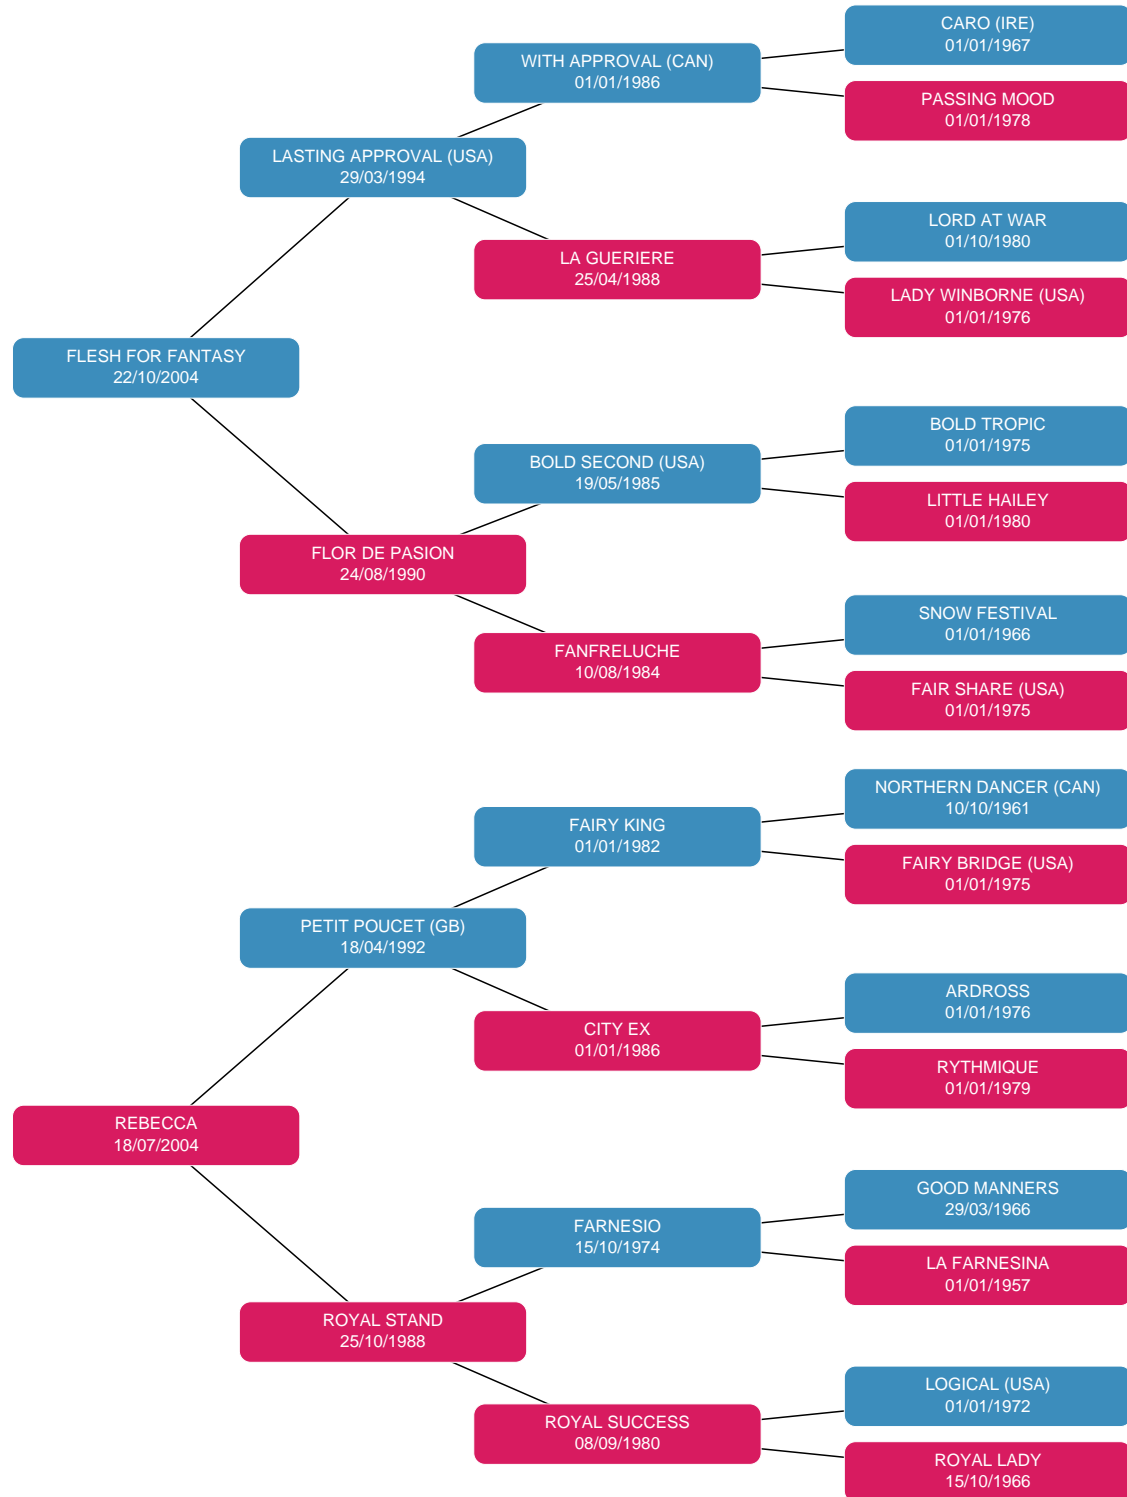 CARO (IRE)
01/01/1967
WITH APPROVAL (CAN)
01/01/1986
PASSING MOOD
01/01/1978
LASTING APPROVAL (USA)
29/03/1994
LORD AT WAR
01/10/1980
LA GUERIERE
25/04/1988
LADY WINBORNE (USA)
01/01/1976
FLESH FOR FANTASY
22/10/2004
BOLD TROPIC
01/01/1975
BOLD SECOND (USA)
19/05/1985
LITTLE HAILEY
01/01/1980
FLOR DE PASION
24/08/1990
SNOW FESTIVAL
01/01/1966
FANFRELUCHE
10/08/1984
FAIR SHARE (USA)
01/01/1975
NORTHERN DANCER (CAN)
10/10/1961
FAIRY KING
01/01/1982
FAIRY BRIDGE (USA)
01/01/1975
PETIT POUCET (GB)
18/04/1992
ARDROSS
01/01/1976
CITY EX
01/01/1986
RYTHMIQUE
01/01/1979
REBECCA
18/07/2004
GOOD MANNERS
29/03/1966
FARNESIO
15/10/1974
LA FARNESINA
01/01/1957
ROYAL STAND
25/10/1988
LOGICAL (USA)
01/01/1972
ROYAL SUCCESS
08/09/1980
ROYAL LADY
15/10/1966